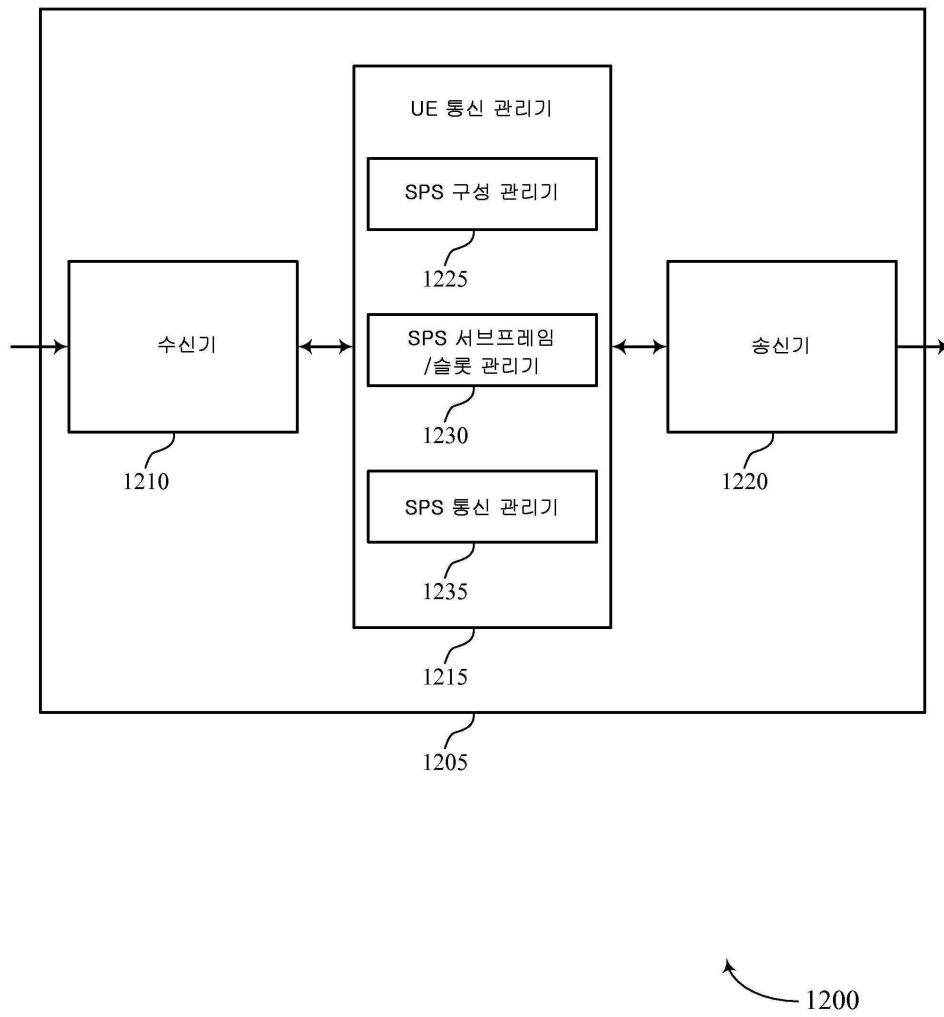 UE 통신 관리기
SPS 구성 관리기
1225
수신기
1210
SPS 서브프레임
/슬롯 관리기
1230
송신기
1220
SPS 통신 관리기
1235
1215
1205
1200